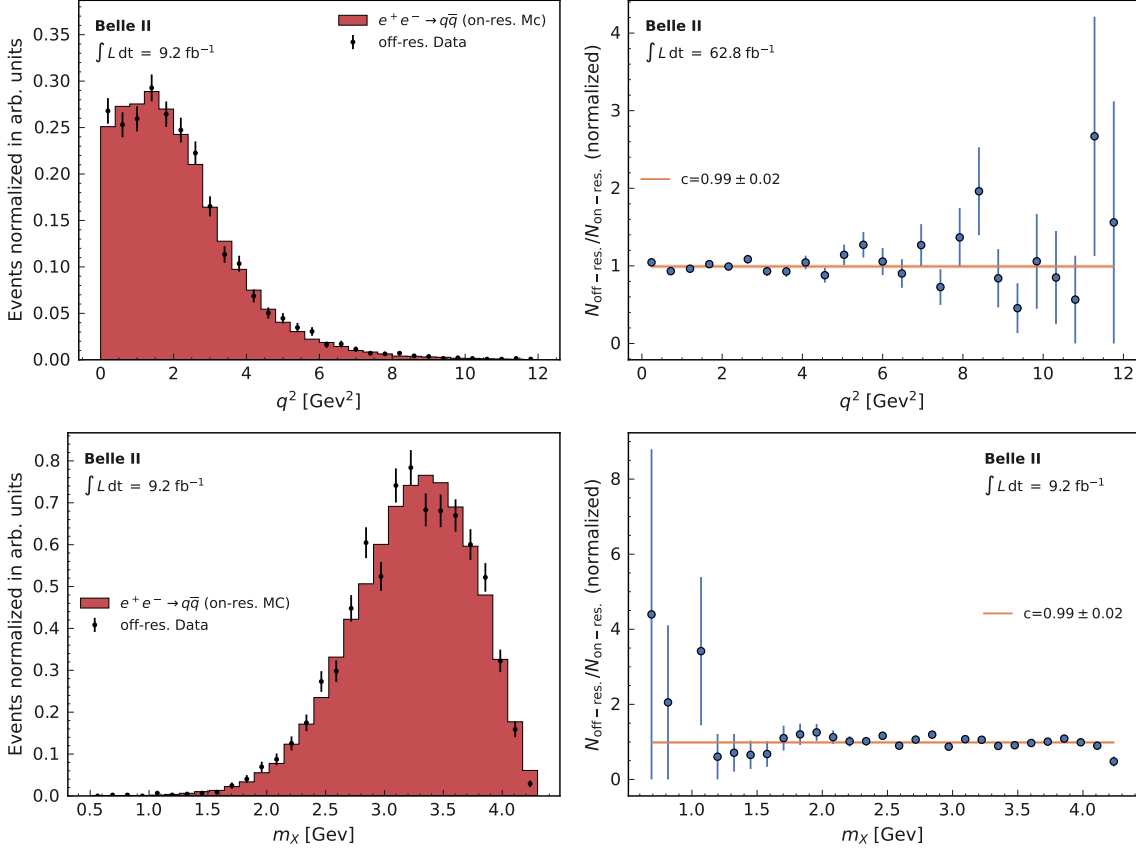 Belle II
∫ L dt = 9.2 fb⁻¹
e⁺e⁻ → qq̅ (on-res. Mc)
off-res. Data
Events normalized in arb. units
0.00
0.05
0.10
0.15
0.20
0.25
0.30
0.35
0 2 4 6 8 10 12
q² [Gev²]
Belle II
∫ L dt = 62.8 fb⁻¹
c=0.99 ± 0.02
N_off−res./N_on−res. (normalized)
0
1
2
3
4
0 2 4 6 8 10 12
q² [Gev²]
Belle II
∫ L dt = 9.2 fb⁻¹
e⁺e⁻ → qq̅ (on-res. MC)
off-res. Data
Events normalized in arb. units
0.0
0.1
0.2
0.3
0.4
0.5
0.6
0.7
0.8
0.5 1.0 1.5 2.0 2.5 3.0 3.5 4.0
m_X [Gev]
Belle II
∫ L dt = 9.2 fb⁻¹
c=0.99 ± 0.02
N_off−res./N_on−res. (normalized)
0
2
4
6
8
1.0 1.5 2.0 2.5 3.0 3.5 4.0
m_X [Gev]